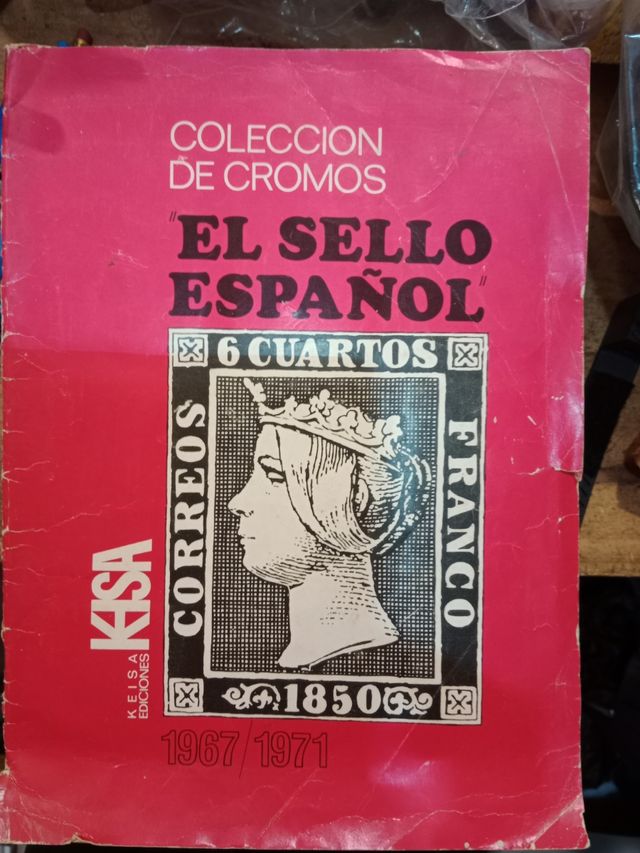 COLECCION
DE CROMOS
"EL SELLO
ESPAÑOL"
6 CUARTOS
CORREOS
FRANCO
1850
KEISA
KEISA
EDICIONES
1967/1971